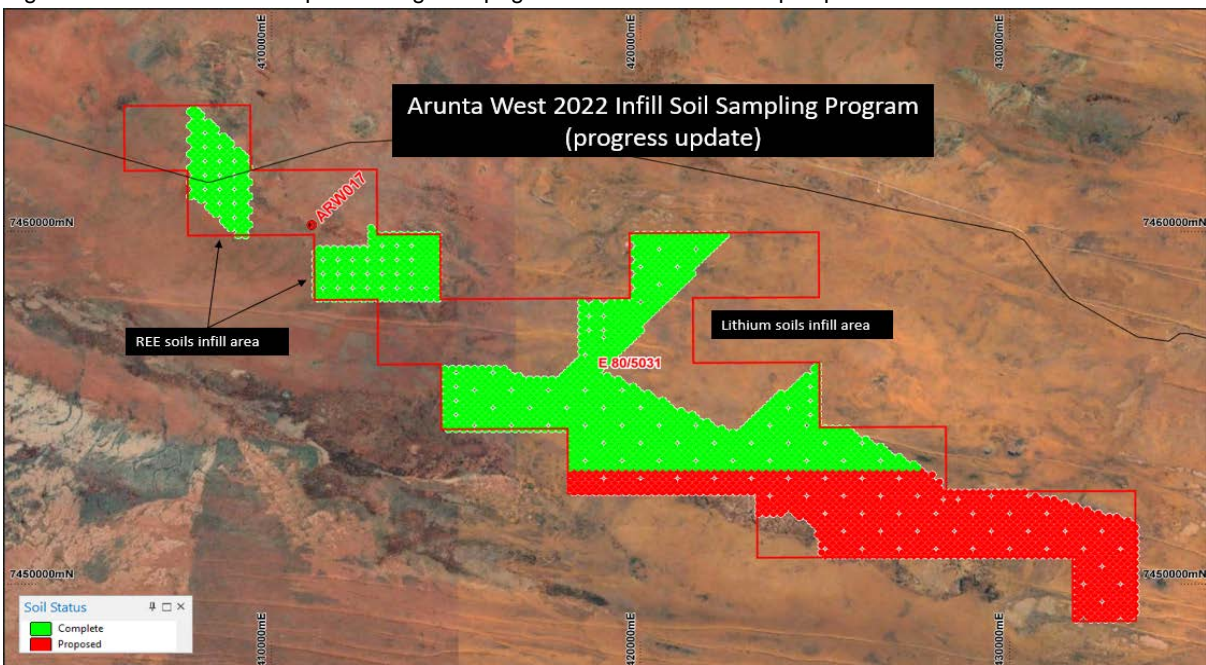 410000mE
420000mE
430000mE
Arunta West 2022 Infill Soil Sampling Program
(progress update)
ARW017
7460000mN
7460000mN
REE soils infill area
Lithium soils infill area
E 80/5031
7450000mN
7450000mN
Soil Status
Complete
Proposed
410000mE
420000mE
430000mE